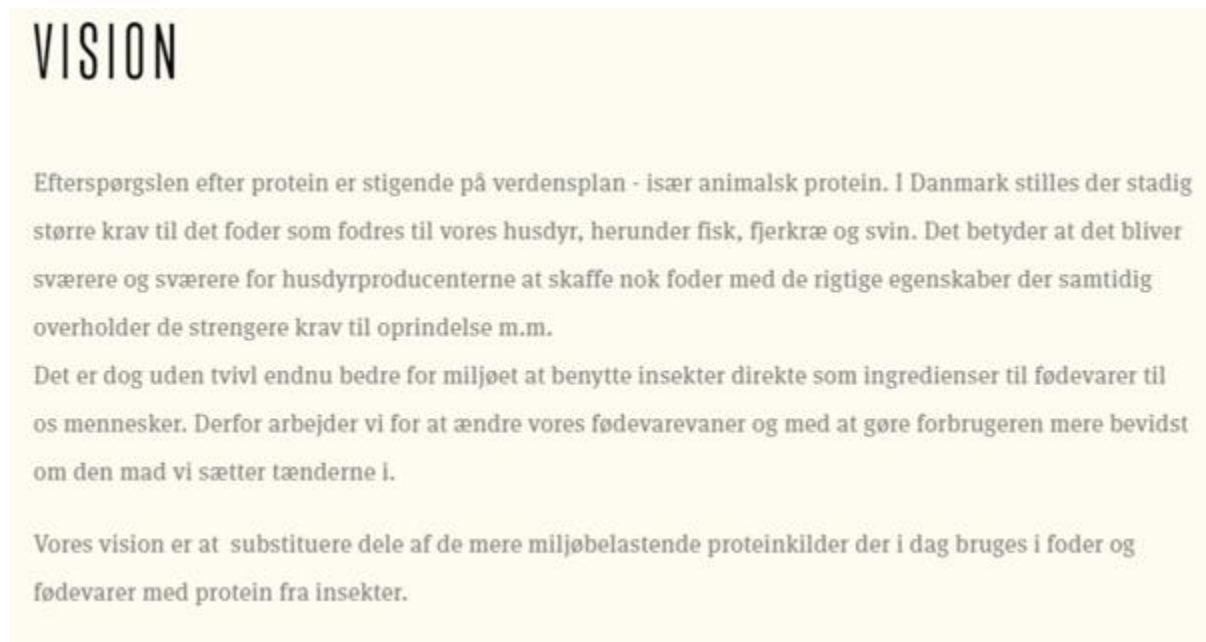 VISION
Efterspørgslen efter protein er stigende på verdensplan - især animalsk protein. I Danmark stilles der stadig
større krav til det foder som fodres til vores husdyr, herunder fisk, fjerkræ og svin. Det betyder at det bliver
sværere og sværere for husdyrproducenterne at skaffe nok foder med de rigtige egenskaber der samtidig
overholder de strengere krav til oprindelse m.m.
Det er dog uden tvivl endnu bedre for miljøet at benytte insekter direkte som ingredienser til fødevarer til
os mennesker. Derfor arbejder vi for at ændre vores fødevarevaner og med at gøre forbrugeren mere bevidst
om den mad vi sætter tænderne i.
Vores vision er at  substituere dele af de mere miljøbelastende proteinkilder der i dag bruges i foder og
fødevarer med protein fra insekter.